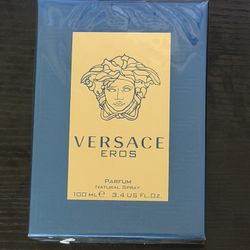 VERSACE
EROS
PARFUM
NATURAL SPRAY
100 ML ℮ 3.4 US FL.OZ.